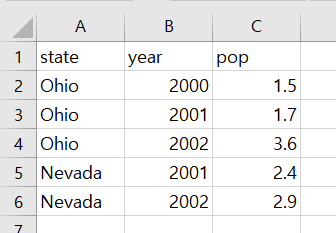 A B C
1 state year pop
2 Ohio 2000 1.5
3 Ohio 2001 1.7
4 Ohio 2002 3.6
5 Nevada 2001 2.4
6 Nevada 2002 2.9
7